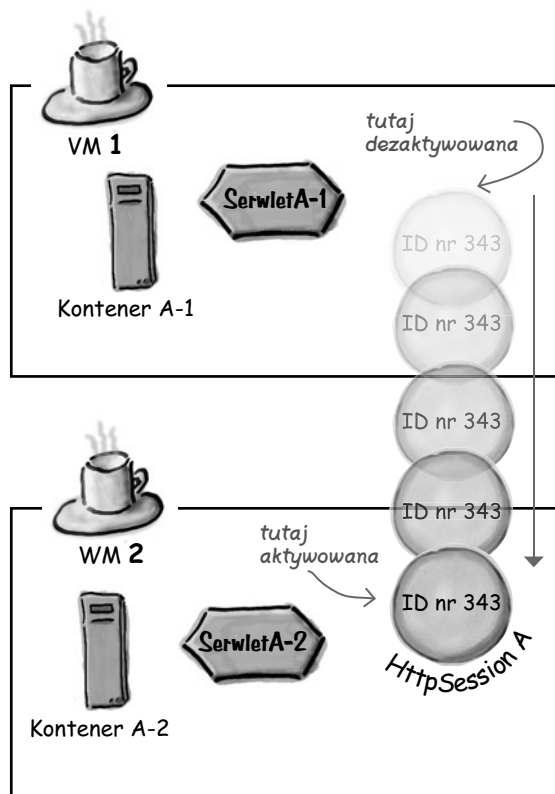 VM 1
tutaj
dezaktywowana
SerwletA-1
ID nr 343
Kontener A-1
ID nr 343
ID nr 343
ID nr 343
WM 2
tutaj
aktywowana
ID nr 343
SerwletA-2
HttpSession A
Kontener A-2